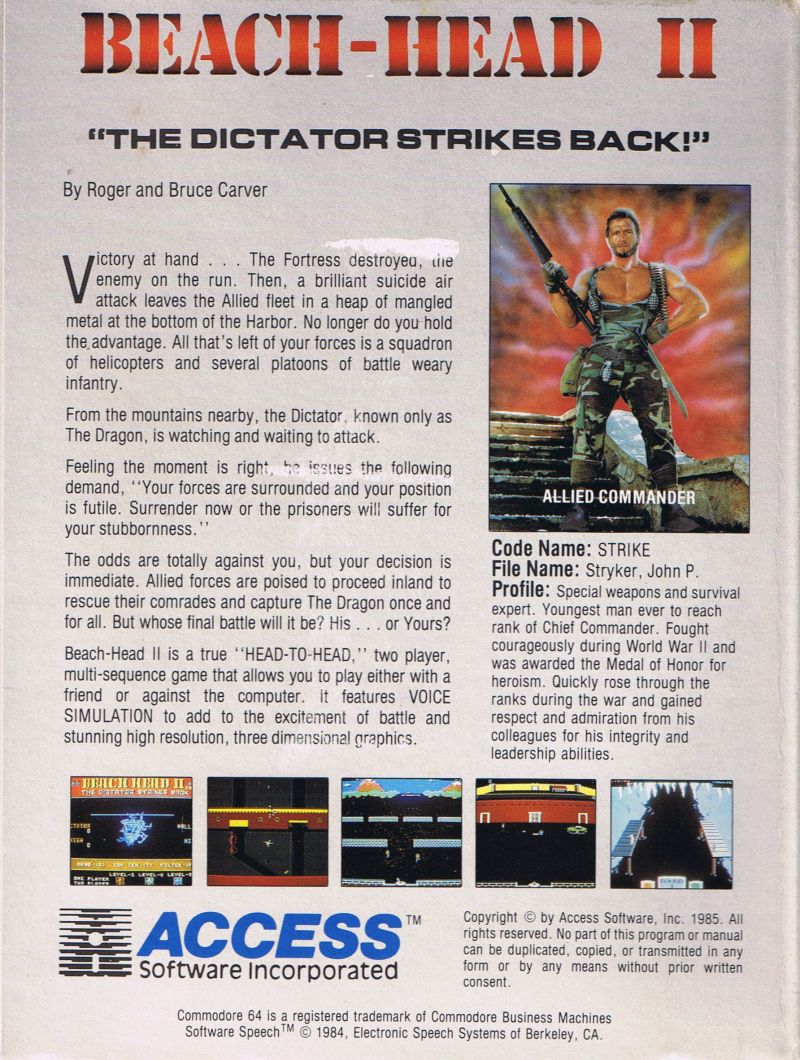 BEACH-HEAD II
“THE DICTATOR STRIKES BACK!”
By Roger and Bruce Carver
Victory at hand . . . The Fortress destroyed, the
enemy on the run. Then, a brilliant suicide air
attack leaves the Allied fleet in a heap of mangled
metal at the bottom of the Harbor. No longer do you hold
the advantage. All that's left of your forces is a squadron
of helicopters and several platoons of battle weary
infantry.
From the mountains nearby, the Dictator, known only as
The Dragon, is watching and waiting to attack.
Feeling the moment is right, he issues the following
demand, ‘‘Your forces are surrounded and your position
is futile. Surrender now or the prisoners will suffer for
your stubbornness.’’
The odds are totally against you, but your decision is
immediate. Allied forces are poised to proceed inland to
rescue their comrades and capture The Dragon once and
for all. But whose final battle will it be? His . . . or Yours?
Beach-Head II is a true ‘‘HEAD-TO-HEAD,’’ two player,
multi-sequence game that allows you to play either with a
friend or against the computer. It features VOICE
SIMULATION to add to the excitement of battle and
stunning high resolution, three dimensional graphics.
ALLIED COMMANDER
Code Name: STRIKE
File Name: Stryker, John P.
Profile: Special weapons and survival
expert. Youngest man ever to reach
rank of Chief Commander. Fought
courageously during World War II and
was awarded the Medal of Honor for
heroism. Quickly rose through the
ranks during the war and gained
respect and admiration from his
colleagues for his integrity and
leadership abilities.
BEACH HEAD II
THE DICTATOR STRIKES BACK
ACCESS™
Software Incorporated
Copyright © by Access Software, Inc. 1985. All
rights reserved. No part of this program or manual
can be duplicated, copied, or transmitted in any
form or by any means without prior written
consent.
Commodore 64 is a registered trademark of Commodore Business Machines
Software Speech™ © 1984, Electronic Speech Systems of Berkeley, CA.